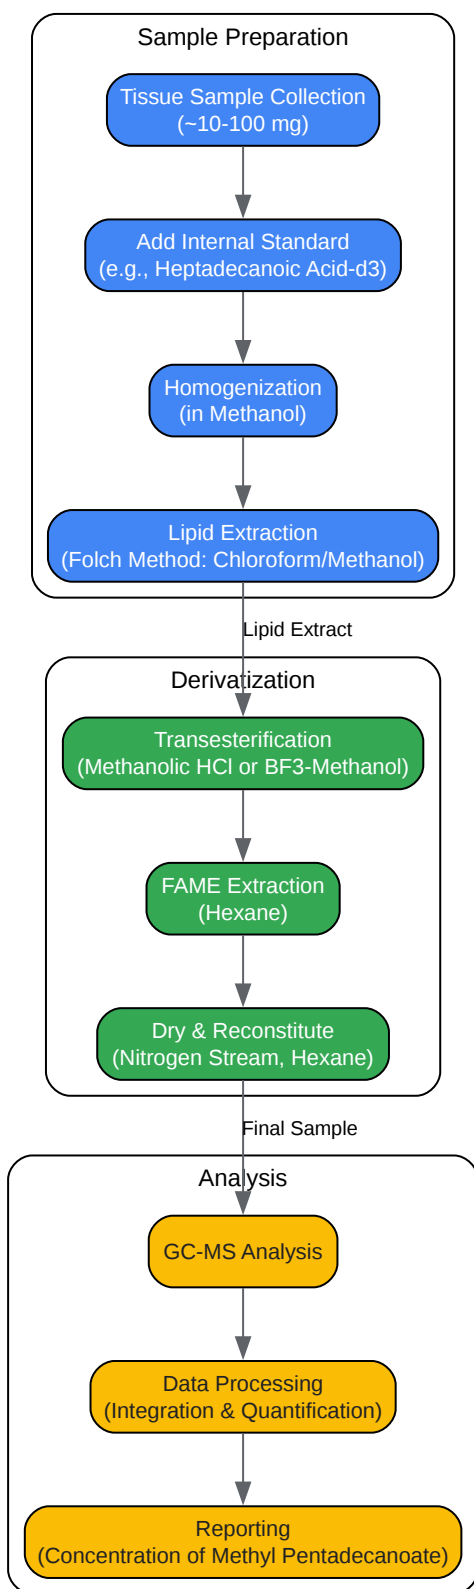 Sample Preparation
Tissue Sample Collection
(~10-100 mg)
Add Internal Standard
(e.g., Heptadecanoic Acid-d3)
Homogenization
(in Methanol)
Lipid Extraction
(Folch Method: Chloroform/Methanol)
Lipid Extract
Derivatization
Transesterification
(Methanolic HCl or BF3-Methanol)
FAME Extraction
(Hexane)
Dry & Reconstitute
(Nitrogen Stream, Hexane)
Final Sample
Analysis
GC-MS Analysis
Data Processing
(Integration & Quantification)
Reporting
(Concentration of Methyl Pentadecanoate)